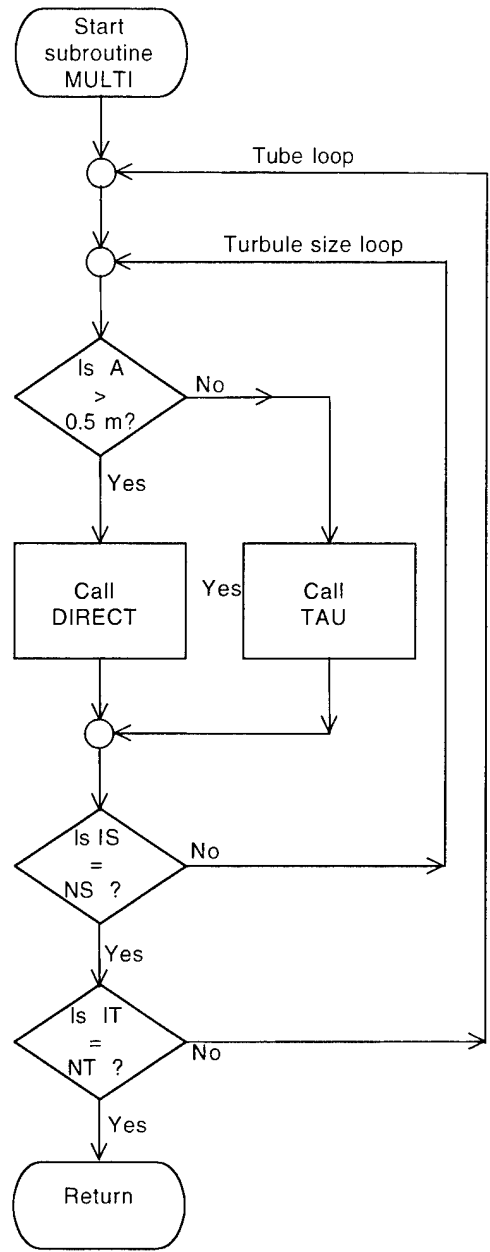 Start
subroutine
MULTI
Tube loop
Turbule size loop
Is A
>
0.5 m?
No
Yes
Call
DIRECT
Yes
Call
TAU
Is IS
=
NS ?
No
Yes
Is IT
=
NT ?
No
Yes
Return